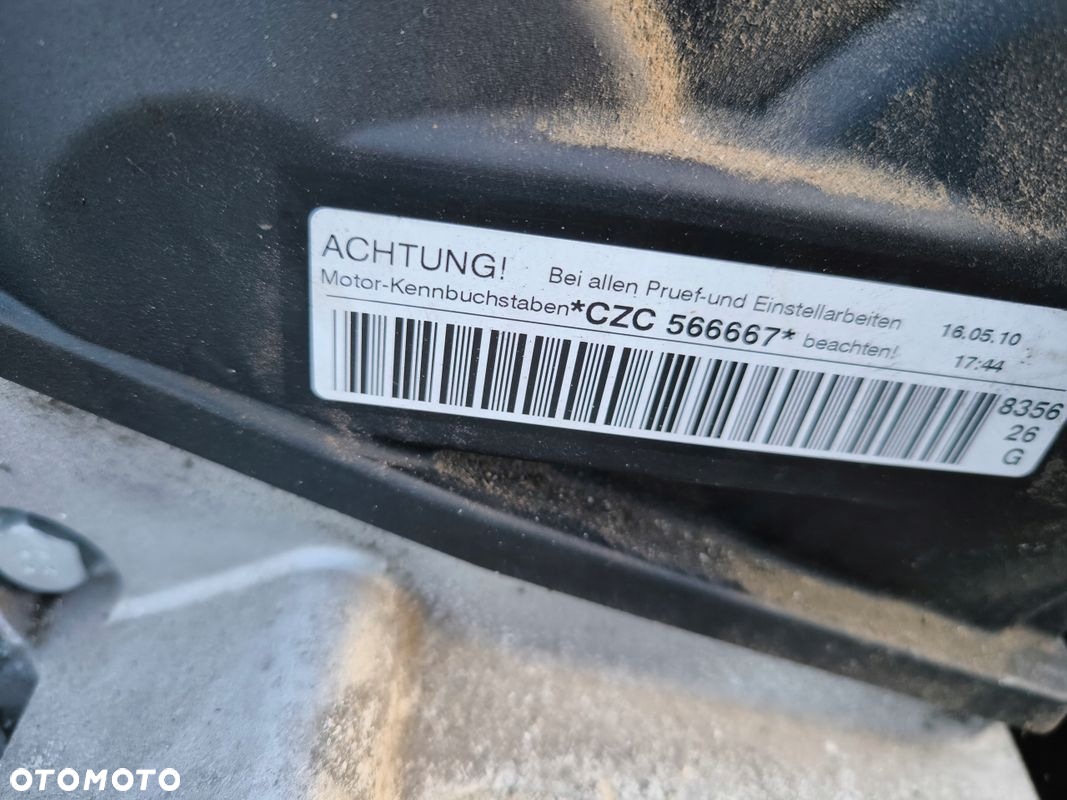 ACHTUNG! Bei allen Pruef-und Einstellarbeiten 16.05.10
Motor-Kennbuchstaben *CZC 566667* beachten! 17:44
8356
26
G
OTOMOTO